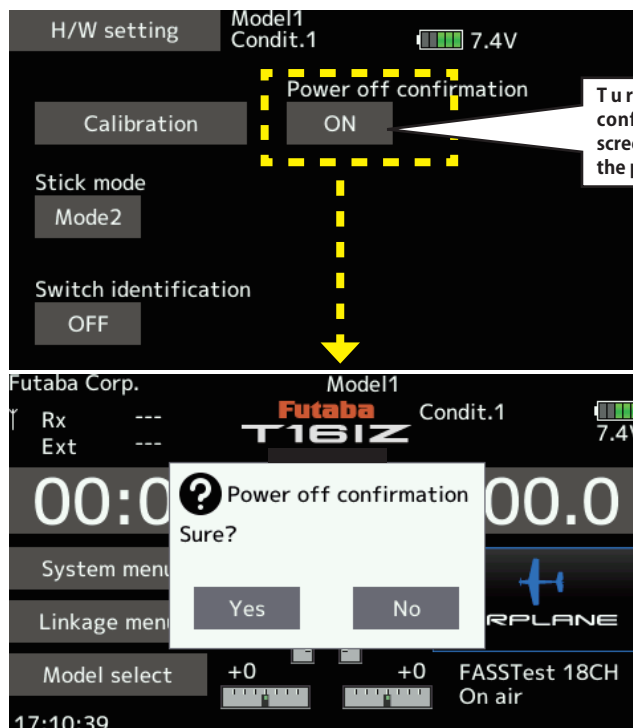 H/W setting
Model1
Condit.1
7.4V
Power off confirmation
Calibration
ON
Stick mode
Mode2
Switch identification
OFF
Futaba Corp.
Model1
Rx ---
Ext ---
Futaba
T16IZ
Condit.1
Power off confirmation
Sure?
Yes
No
System menu
Linkage menu
Model select
+0
+0
FASSTest 18CH
On air
17:10:39